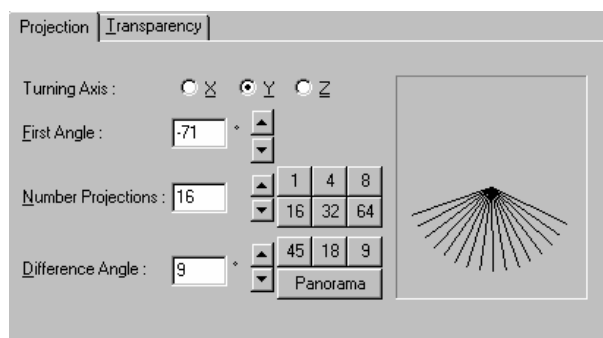 Projection Transparency
Turning Axis : X Y Z
First Angle : -71 °
Number Projections : 16 1 4 8
16 32 64
Difference Angle : 9 ° 45 18 9
Panorama